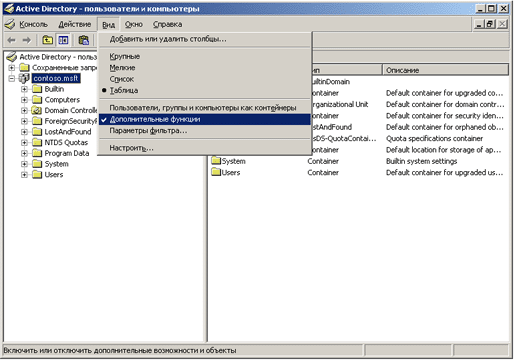 Active Directory - пользователи и компьютеры
Консоль Действие Вид Окно Справка
Добавить или удалить столбцы...
Крупные
Мелкие
Список
Таблица
Пользователи, группы и компьютеры как контейнеры
Дополнительные функции
Параметры фильтра...
Настроить...
Active Directory - польз
Сохраненные запро
contoso.msft
Builtin
Computers
Domain Controlle
ForeignSecurityP
LostAndFound
NTDS Quotas
Program Data
System
Users
ип Описание
uiltinDomain
ontainer Default container for upgraded co...
rganizational Unit Default container for domain contr...
ontainer Default container for security iden...
ostAndFound Default container for orphaned ob...
ontainer Default location for storage of ap...
sDS-QuotaContai... Quota specifications container
System Container Builtin system settings
Users Container Default container for upgraded us...
Включить или отключить дополнительные возможности и объекты